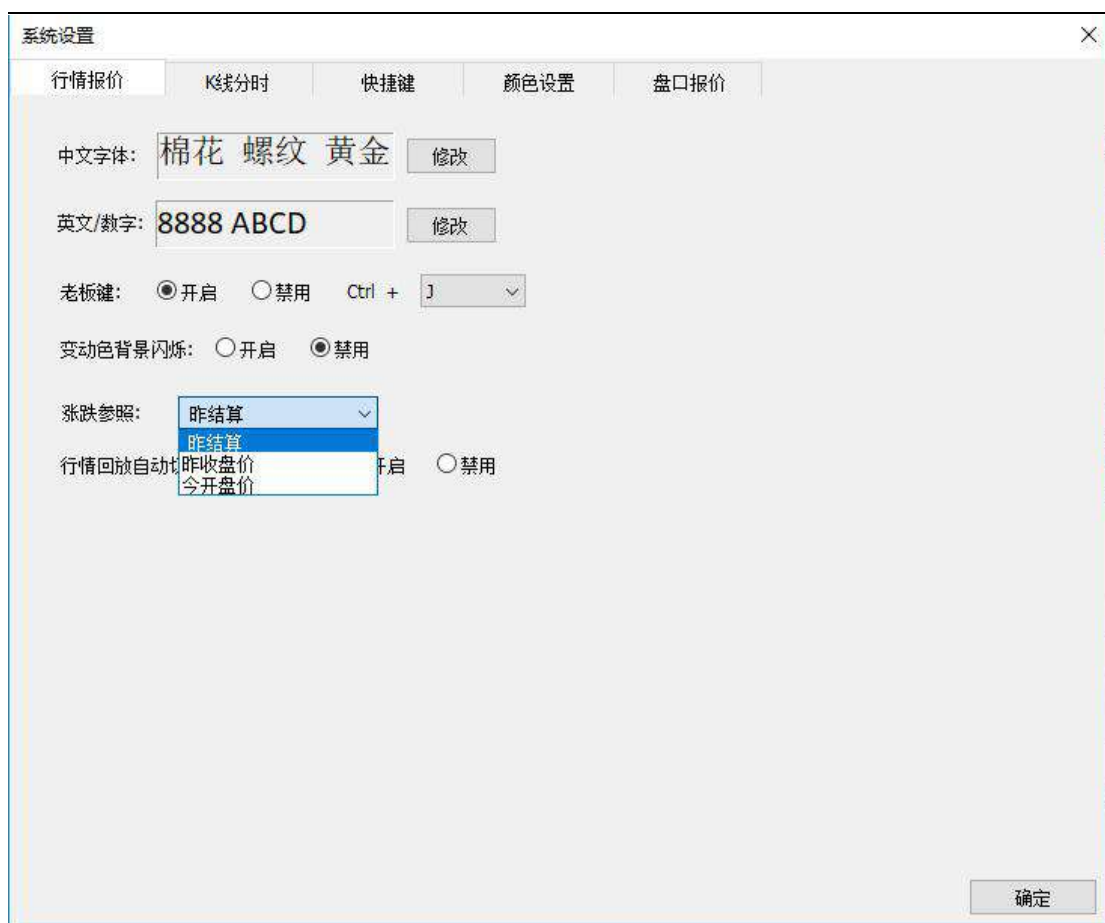 系统设置
行情报价 K线分时 快捷键 颜色设置 盘口报价
中文字体: 棉花 螺纹 黄金 修改
英文/数字: 8888 ABCD 修改
老板键: 开启 禁用 Ctrl + J
变动色背景闪烁: 开启 禁用
涨跌参照: 昨结算
昨结算
行情回放自动 昨收盘价 开启 禁用
今开盘价
确定